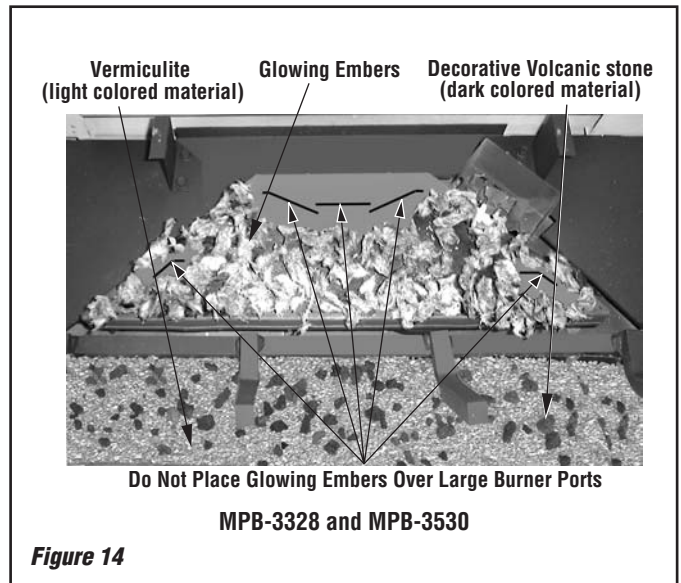 Vermiculite
(light colored material)
Glowing Embers
Decorative Volcanic stone
(dark colored material)
Do Not Place Glowing Embers Over Large Burner Ports
MPB-3328 and MPB-3530
Figure 14